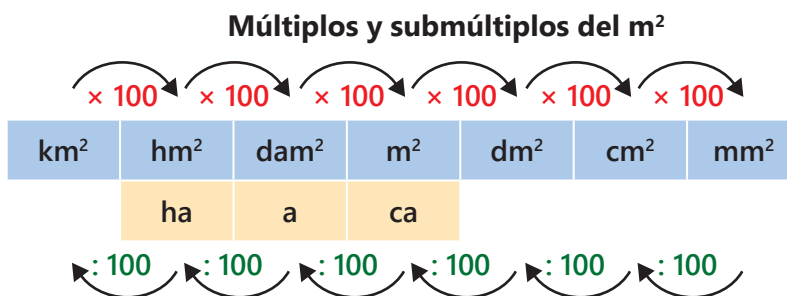 Múltiplos y submúltiplos del m²
× 100 × 100 × 100 × 100 × 100 × 100
km² hm² dam² m² dm² cm² mm²
ha a ca
: 100 : 100 : 100 : 100 : 100 : 100